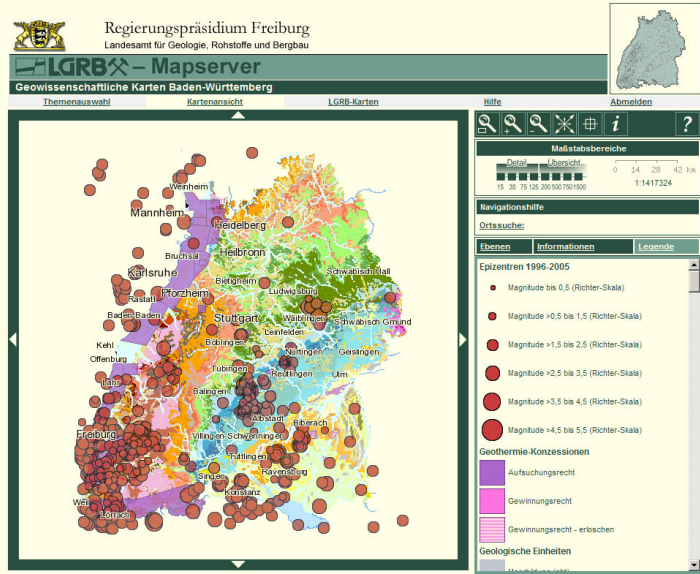 Regierungspräsidium Freiburg
Landesamt für Geologie, Rohstoffe und Bergbau
LGRB – Mapserver
Geowissenschaftliche Karten Baden-Württemberg
Themenauswahl
Kartenansicht
LGRB-Karten
Hilfe
Abmelden
i
?
Maßstabsbereiche
Detail
Übersicht
15 35 75 125 200 500 750 1500
0 14 28 42 km
1:1417324
Navigationshilfe
Ortssuche:
Ebenen
Informationen
Legende
Epizentren 1996-2005
Magnitude bis 0,5 (Richter-Skala)
Magnitude >0,5 bis 1,5 (Richter-Skala)
Magnitude >1,5 bis 2,5 (Richter-Skala)
Magnitude >2,5 bis 3,5 (Richter-Skala)
Magnitude >3,5 bis 4,5 (Richter-Skala)
Magnitude >4,5 bis 5,5 (Richter-Skala)
Geothermie-Konzessionen
Aufsuchungsrecht
Gewinnungsrecht
Gewinnungsrecht - erloschen
Geologische Einheiten
Weinheim
Mannheim
Heidelberg
Bruchsal
Heilbronn
Karlsruhe
Schwäbisch Hall
Bietigheim
Rastatt
Pforzheim
Ludwigsburg
Baden-Baden
Stuttgart
Waiblingen
Schwäbisch Gmünd
Leinfelden
Kehl
Böblingen
Offenburg
Nürtingen
Geislingen
Tübingen
Reutlingen
Ulm
Lahr
Balingen
Albstadt
Biberach
Freiburg
Villingen-Schwenningen
Tuttlingen
Ravensburg
Singen
Konstanz
Weil
Lörrach